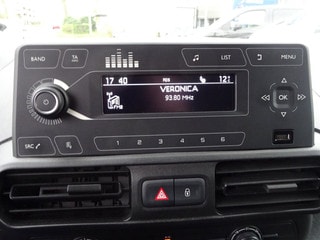 BAND
TA
LIST
MENU
17 40
12
VERONICA
93.80 MHz
OK
SRC
1 2 3 4 5 6